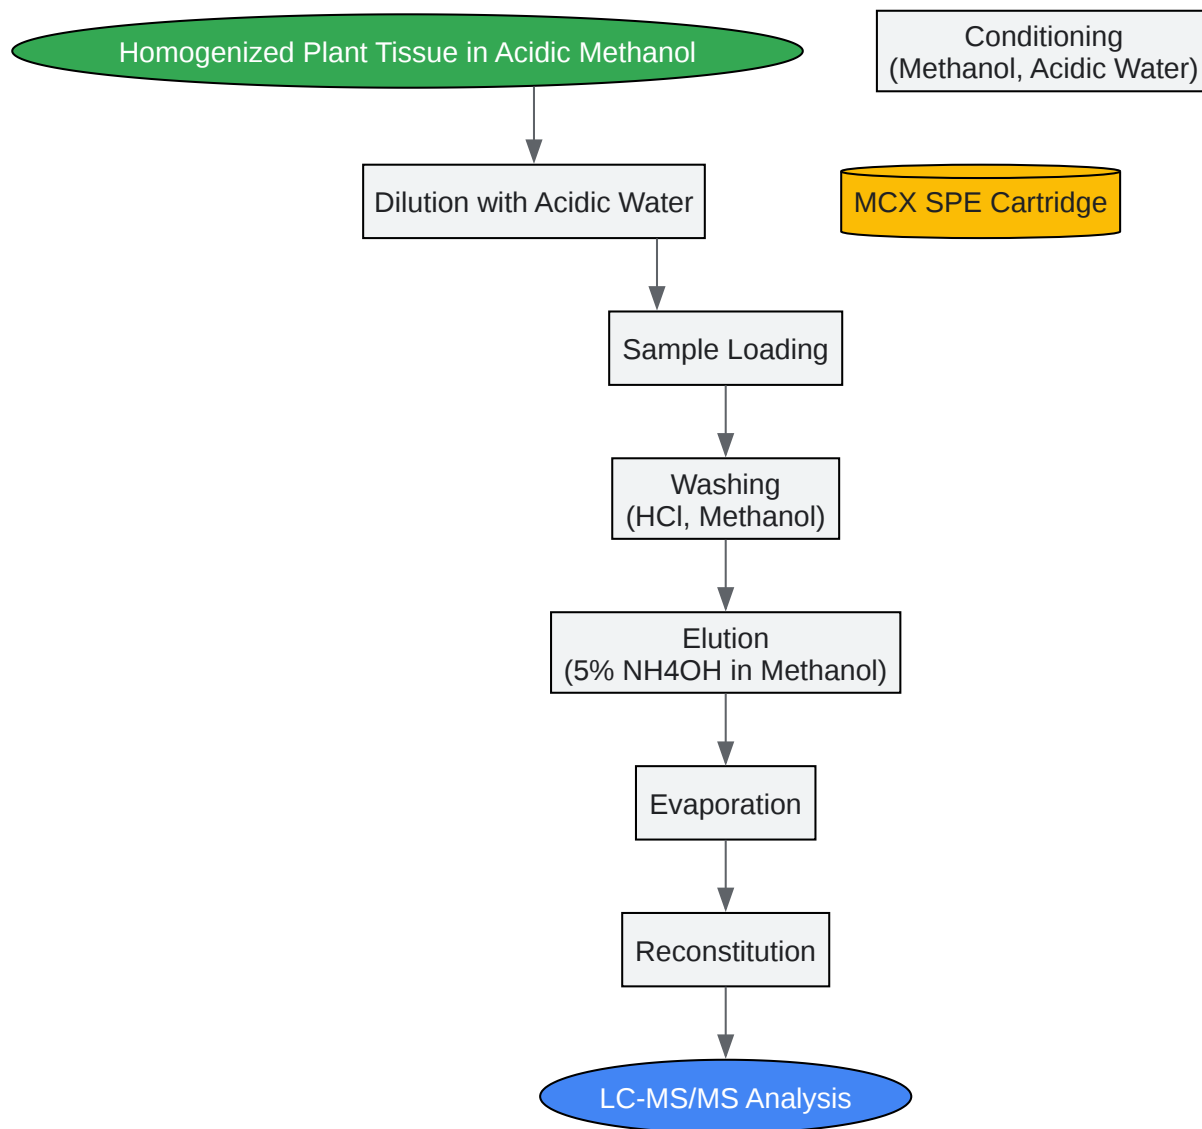 Homogenized Plant Tissue in Acidic Methanol
Conditioning
(Methanol, Acidic Water)
Dilution with Acidic Water
MCX SPE Cartridge
Sample Loading
Washing
(HCl, Methanol)
Elution
(5% NH4OH in Methanol)
Evaporation
Reconstitution
LC-MS/MS Analysis